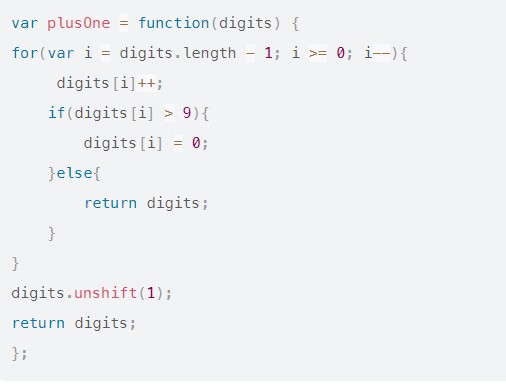 var plusOne = function(digits) {
for(var i = digits.length - 1; i >= 0; i--){
     digits[i]++;
    if(digits[i] > 9){
        digits[i] = 0;
    }else{
        return digits;
    }
}
digits.unshift(1);
return digits;
};